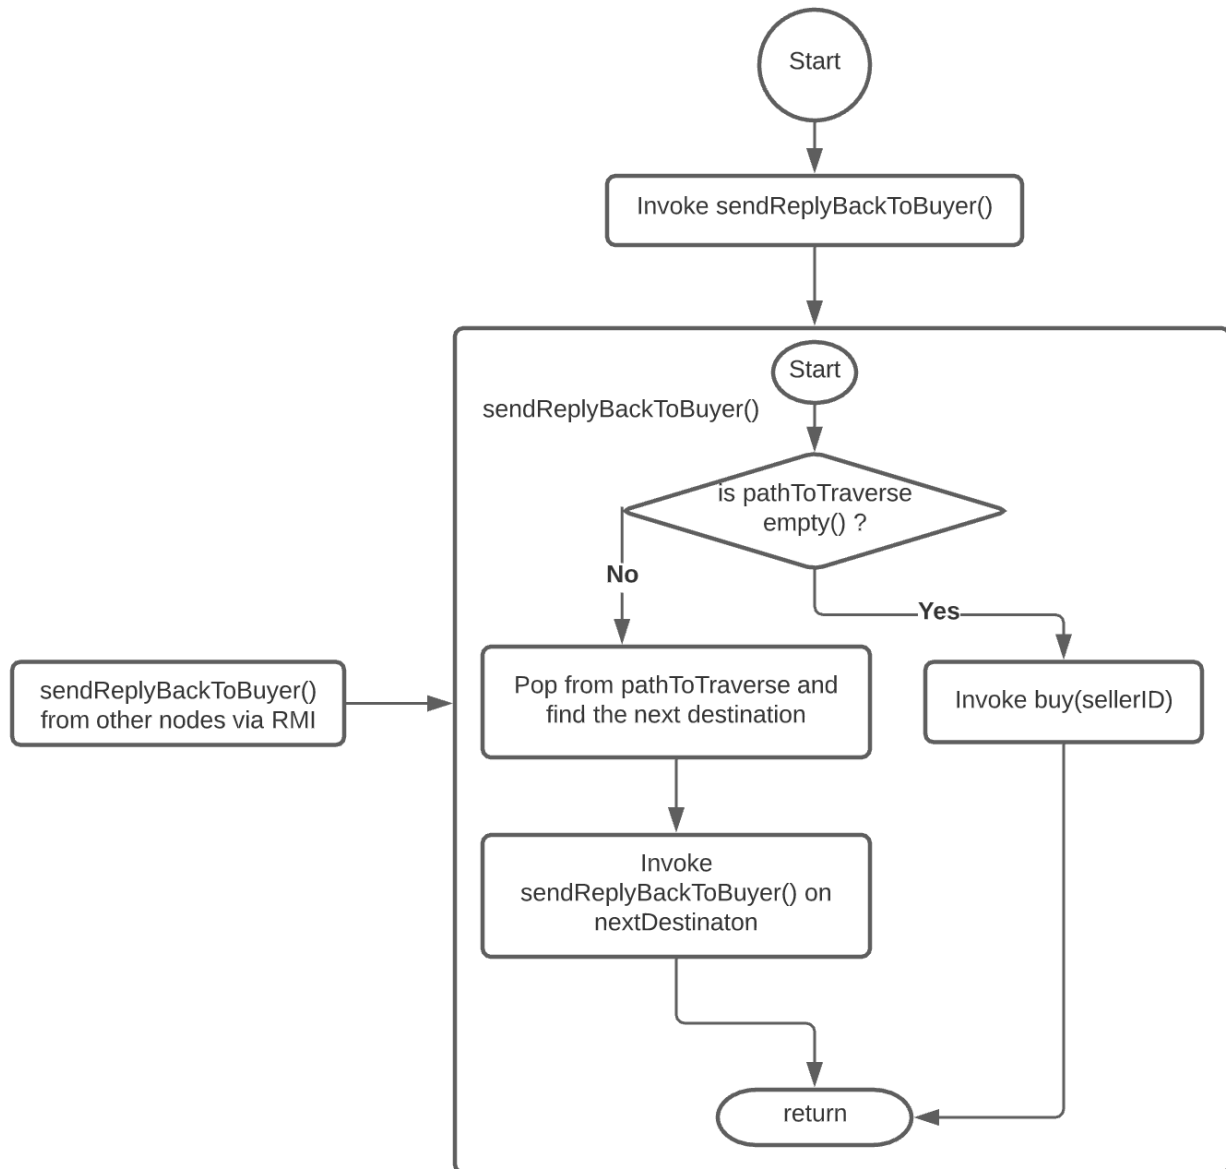 Start
Invoke sendReplyBackToBuyer()
Start
sendReplyBackToBuyer()
is pathToTraverse
empty() ?
No
Yes
sendReplyBackToBuyer()
from other nodes via RMI
Pop from pathToTraverse and
find the next destination
Invoke buy(sellerID)
Invoke
sendReplyBackToBuyer() on
nextDestinaton
return